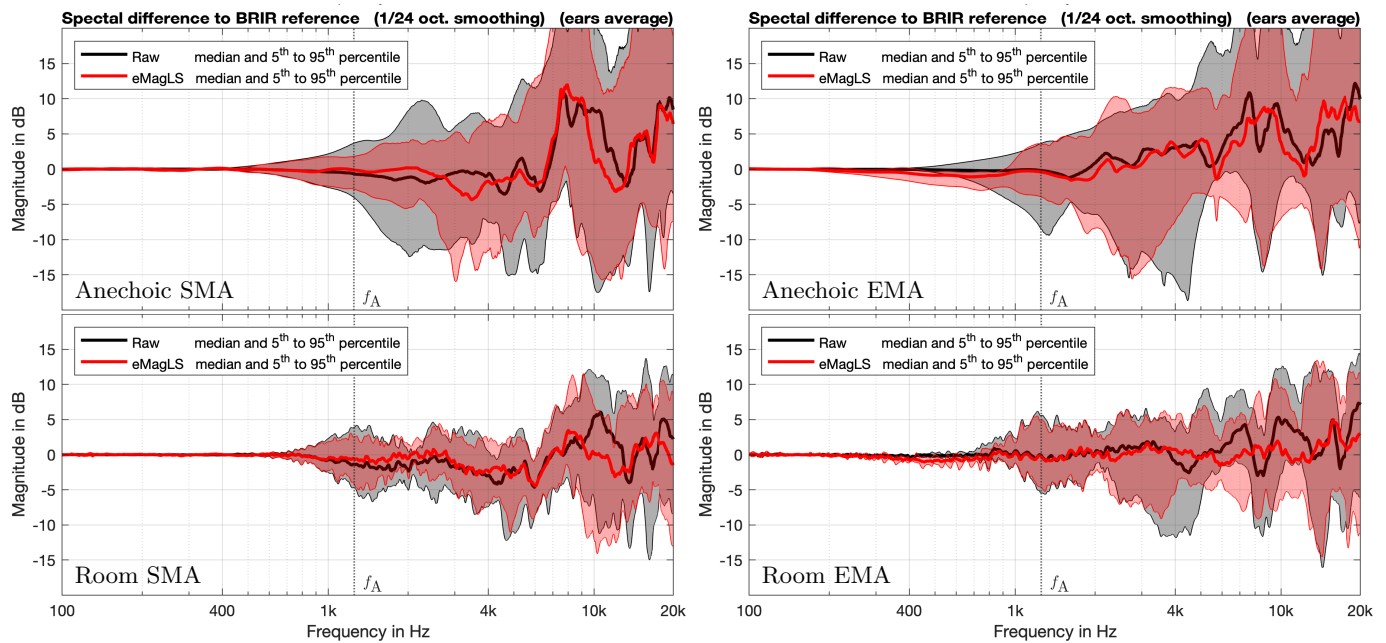 Spectal difference to BRIR reference (1/24 oct. smoothing) (ears average)
Raw median and 5th to 95th percentile
eMagLS median and 5th to 95th percentile
15
10
5
0
-5
-10
-15
Magnitude in dB
Anechoic SMA
fA
Spectal difference to BRIR reference (1/24 oct. smoothing) (ears average)
Raw median and 5th to 95th percentile
eMagLS median and 5th to 95th percentile
15
10
5
0
-5
-10
-15
Magnitude in dB
Anechoic EMA
fA
Raw median and 5th to 95th percentile
eMagLS median and 5th to 95th percentile
15
10
5
0
-5
-10
-15
Magnitude in dB
Room SMA
fA
100 400 1k 4k 10k 20k
Frequency in Hz
Raw median and 5th to 95th percentile
eMagLS median and 5th to 95th percentile
15
10
5
0
-5
-10
-15
Magnitude in dB
Room EMA
fA
100 400 1k 4k 10k 20k
Frequency in Hz